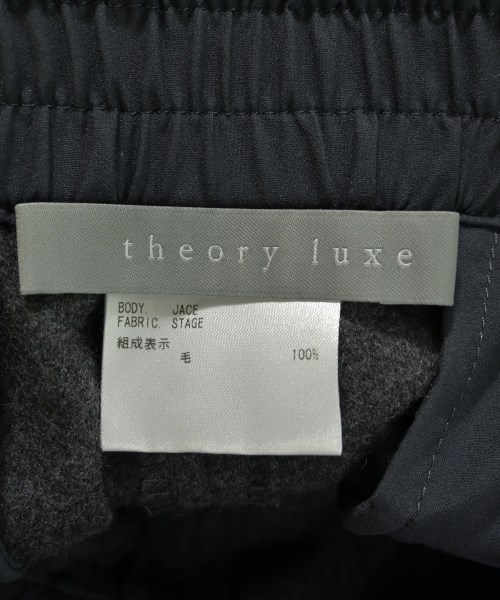 theory luxe
BODY. JACE
FABRIC. STAGE
組成表示
毛 100%